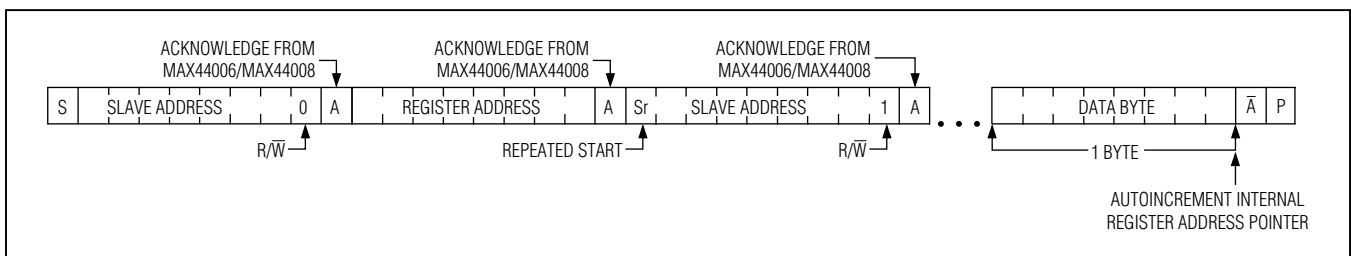 ACKNOWLEDGE FROM
MAX44006/MAX44008
ACKNOWLEDGE FROM
MAX44006/MAX44008
ACKNOWLEDGE FROM
MAX44006/MAX44008
S SLAVE ADDRESS 0 A REGISTER ADDRESS A Sr SLAVE ADDRESS 1 A ... DATA BYTE A̅ P
R/W̅ REPEATED START R/W̅ 1 BYTE
AUTOINCREMENT INTERNAL
REGISTER ADDRESS POINTER